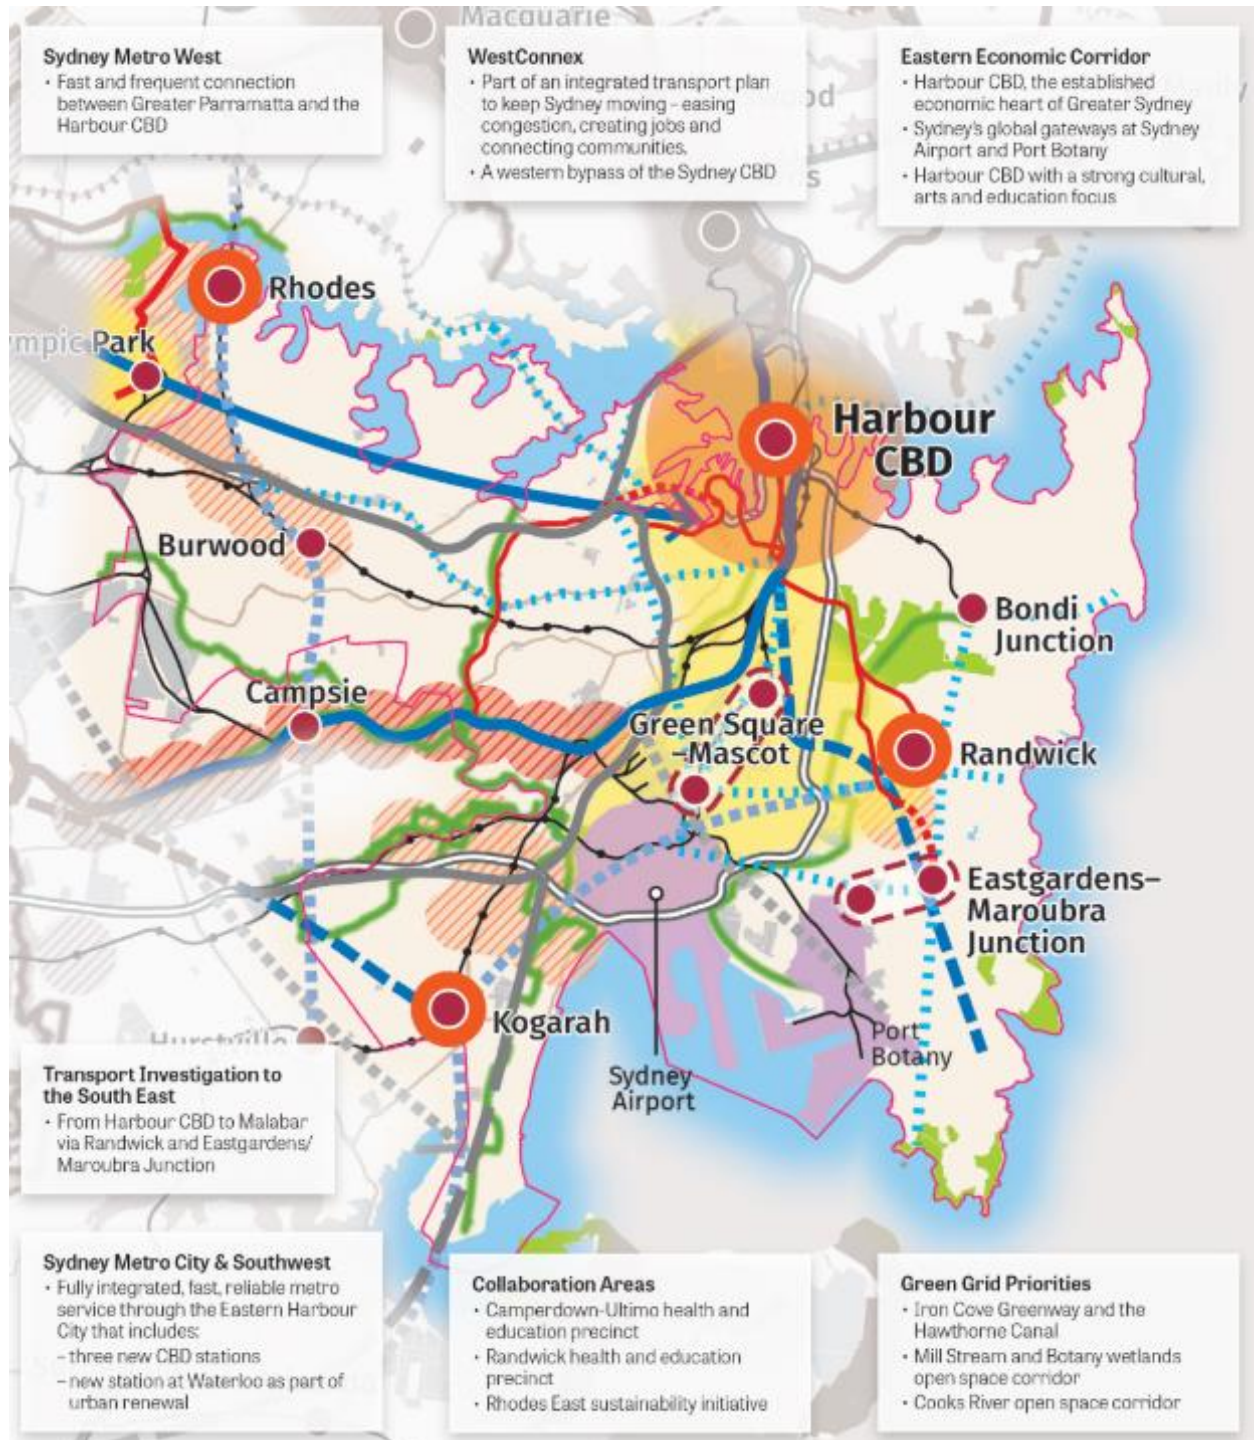 Macquarie
Sydney Metro West
• Fast and frequent connection
between Greater Parramatta and the
Harbour CBD
WestConnex
• Part of an integrated transport plan
to keep Sydney moving – easing
congestion, creating jobs and
connecting communities.
• A western bypass of the Sydney CBD
Eastern Economic Corridor
• Harbour CBD, the established
economic heart of Greater Sydney
• Sydney's global gateways at Sydney
Airport and Port Botany
• Harbour CBD with a strong cultural,
arts and education focus
Rhodes
mpic Park
Harbour
CBD
Burwood
Bondi
Junction
Campsie
Green Square
–Mascot
Randwick
Eastgardens–
Maroubra
Junction
Kogarah
Port
Botany
Sydney
Airport
Hurstville
Transport Investigation to
the South East
• From Harbour CBD to Malabar
via Randwick and Eastgardens/
Maroubra Junction
Sydney Metro City & Southwest
• Fully integrated, fast, reliable metro
service through the Eastern Harbour
City that includes:
– three new CBD stations
– new station at Waterloo as part of
urban renewal
Collaboration Areas
• Camperdown-Ultimo health and
education precinct
• Randwick health and education
precinct
• Rhodes East sustainability initiative
Green Grid Priorities
• Iron Cove Greenway and the
Hawthorne Canal
• Mill Stream and Botany wetlands
open space corridor
• Cooks River open space corridor